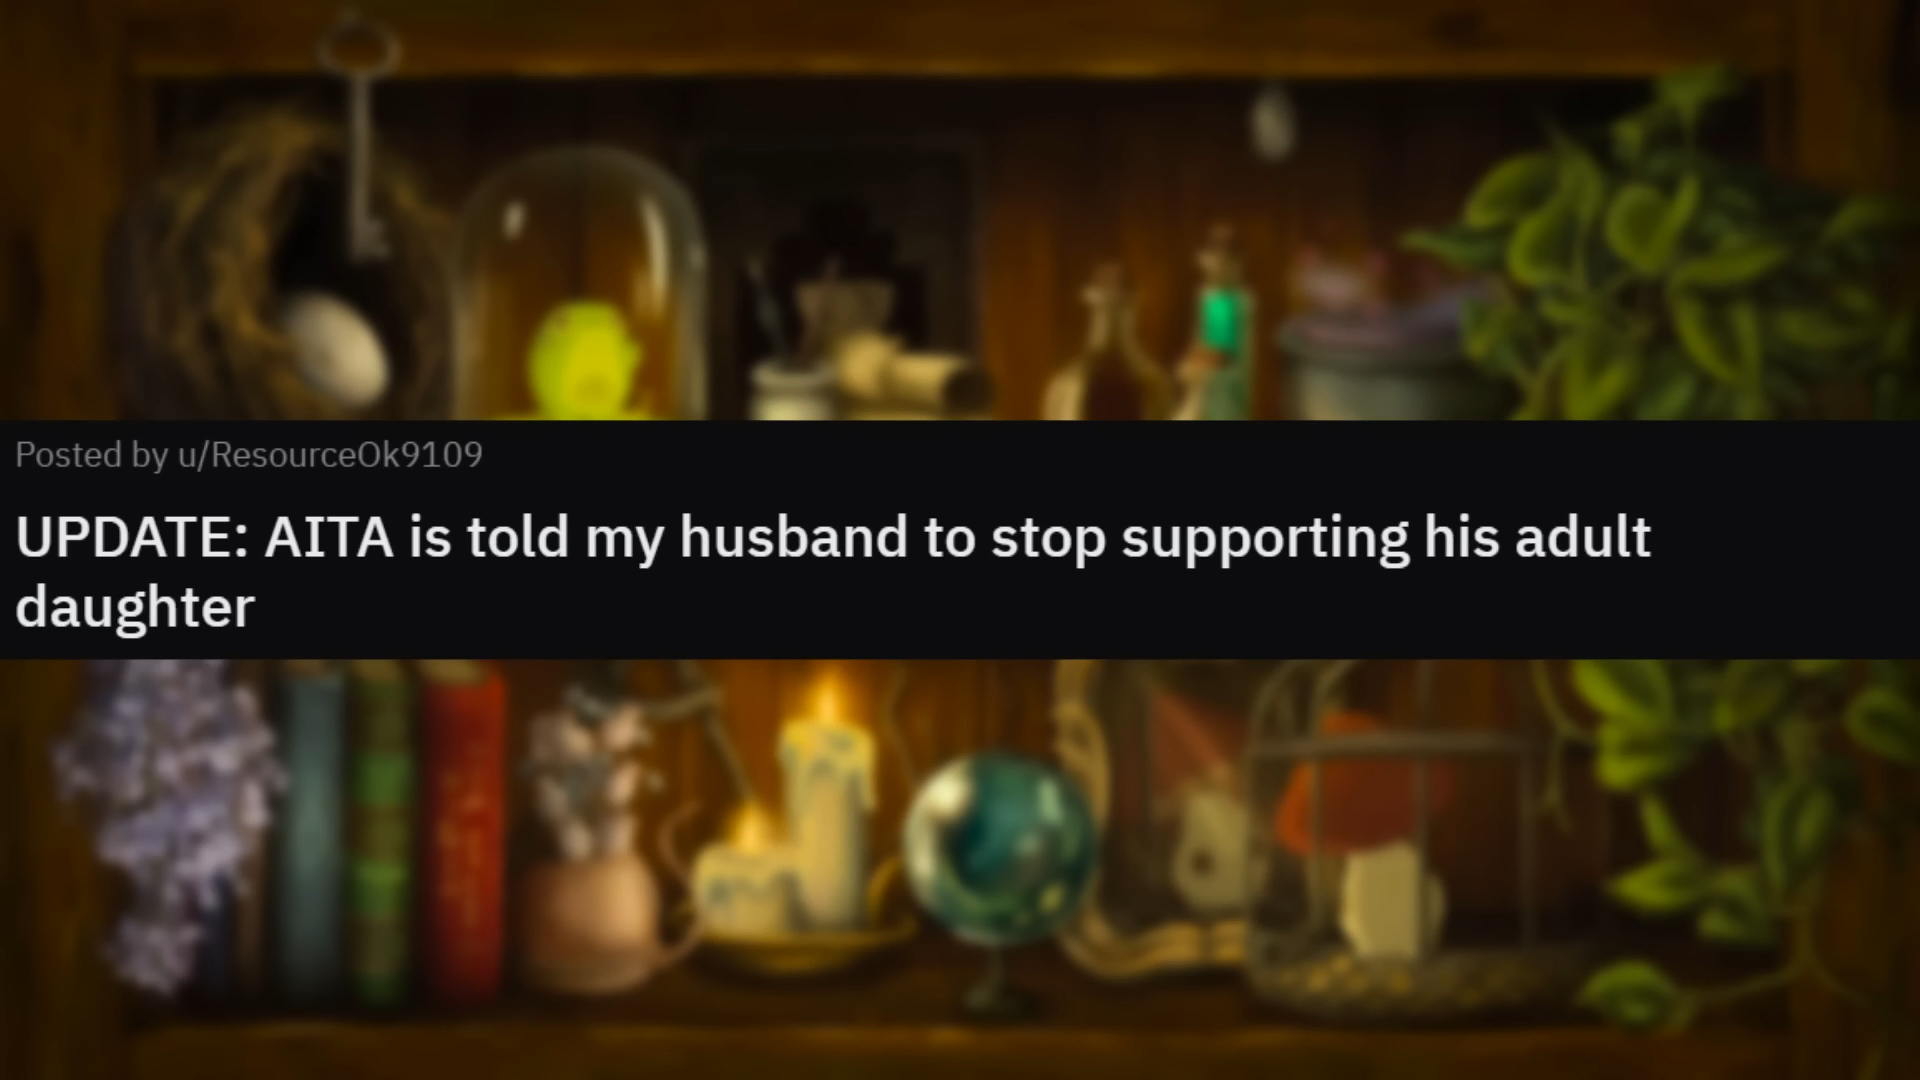 Posted by u/ResourceOk9109
UPDATE: AITA is told my husband to stop supporting his adult
daughter